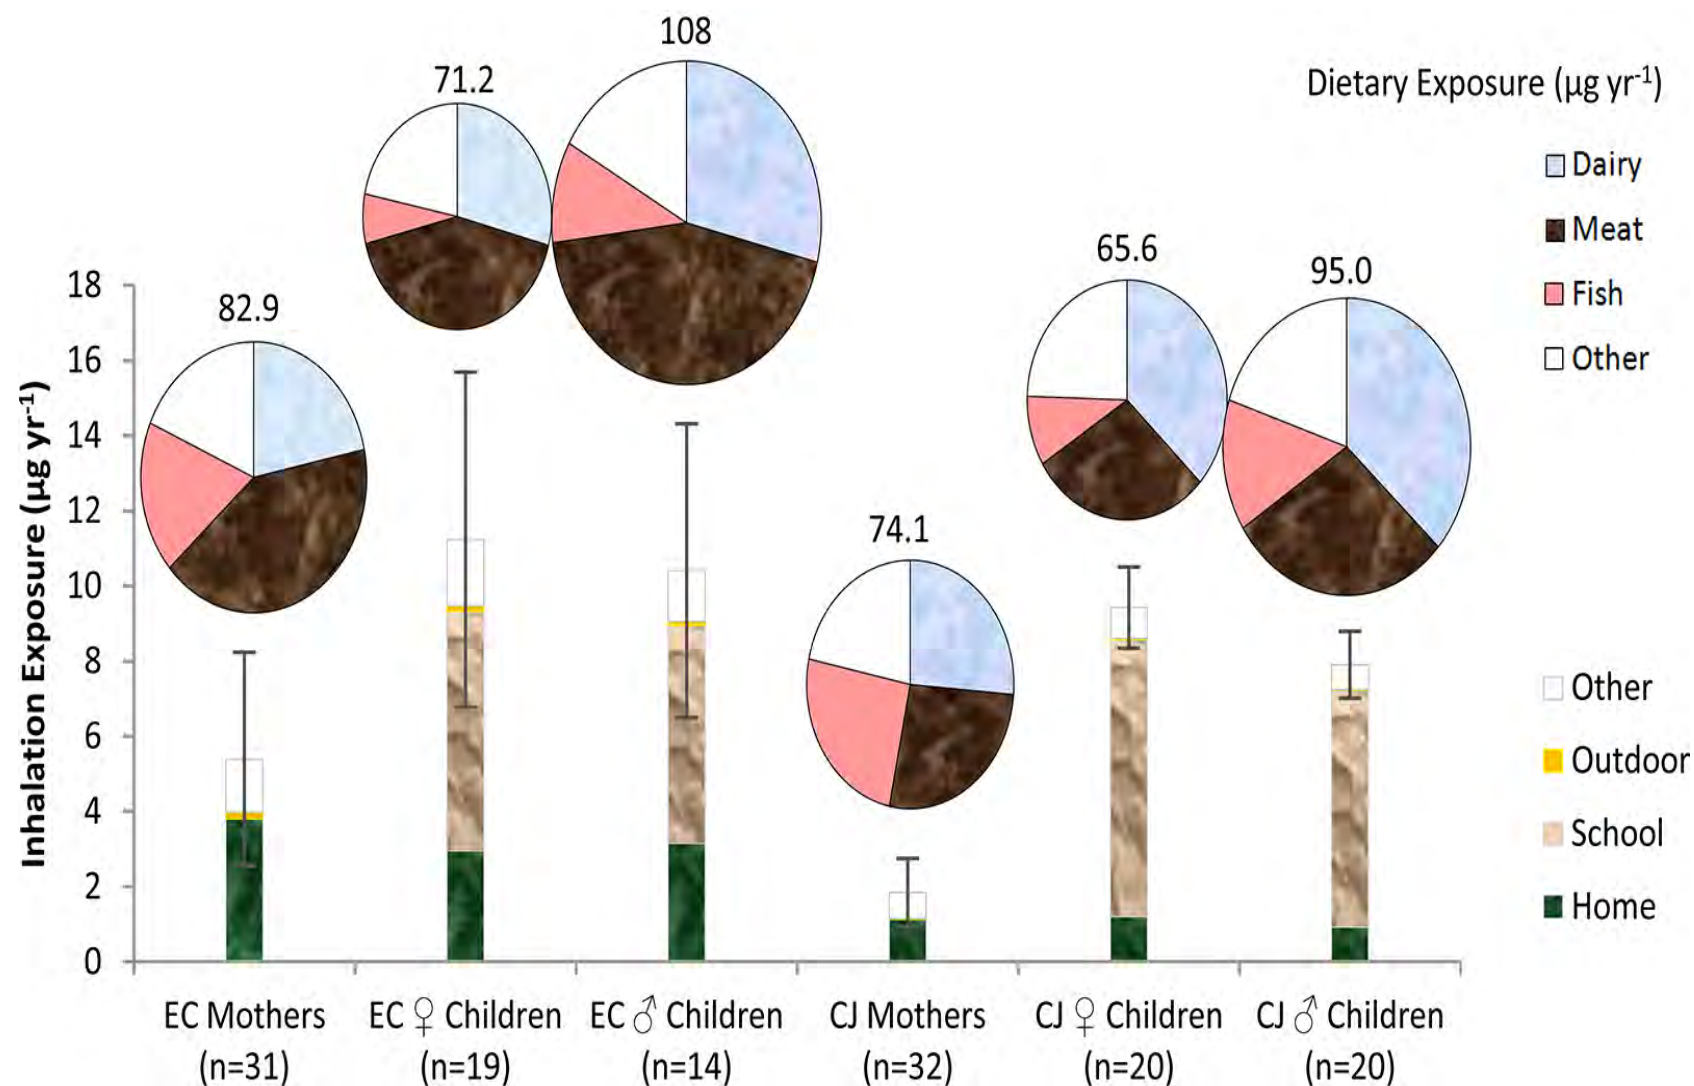 108
71.2
Dietary Exposure (µg yr⁻¹)
Dairy
Meat
Fish
Other
65.6
95.0
82.9
74.1
Inhalation Exposure (µg yr⁻¹)
18
16
14
12
10
8
6
4
2
0
Other
Outdoor
School
Home
EC Mothers
(n=31)
EC ♀ Children
(n=19)
EC ♂ Children
(n=14)
CJ Mothers
(n=32)
CJ ♀ Children
(n=20)
CJ ♂ Children
(n=20)